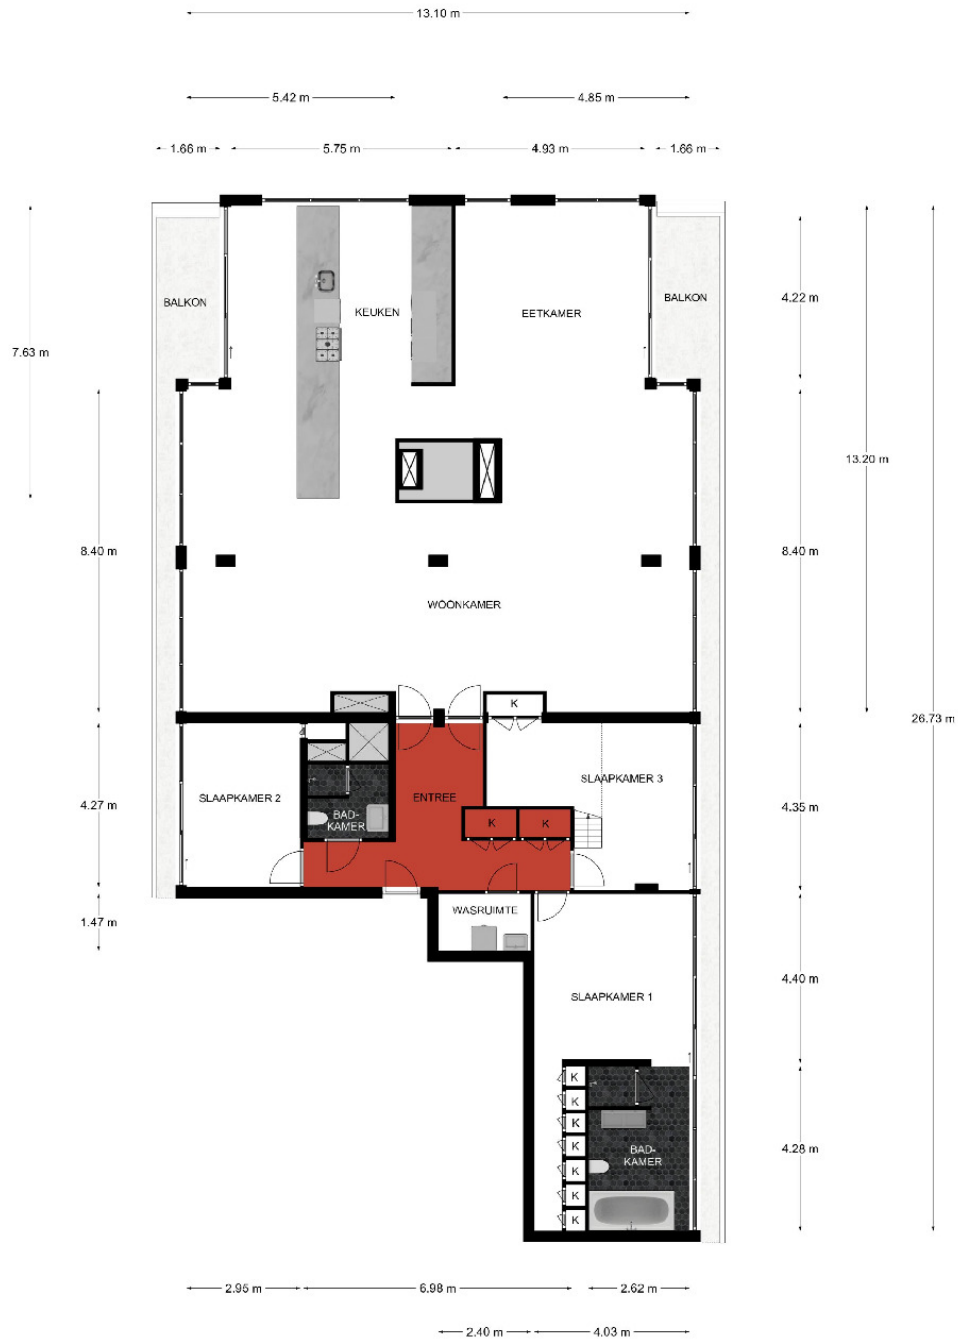 13.10 m
5.42 m
4.85 m
1.66 m
5.75 m
4.93 m
1.66 m
BALKON
KEUKEN
EETKAMER
BALKON
4.22 m
7.63 m
13.20 m
8.40 m
8.40 m
WOONKAMER
K
26.73 m
SLAAPKAMER 3
4.27 m
SLAAPKAMER 2
ENTREE
4.35 m
BAD-
KAMER
K
K
1.47 m
WASRUIMTE
SLAAPKAMER 1
4.40 m
K
K
K
K
K
K
K
BAD-
KAMER
4.28 m
2.95 m
6.98 m
2.62 m
2.40 m
4.03 m